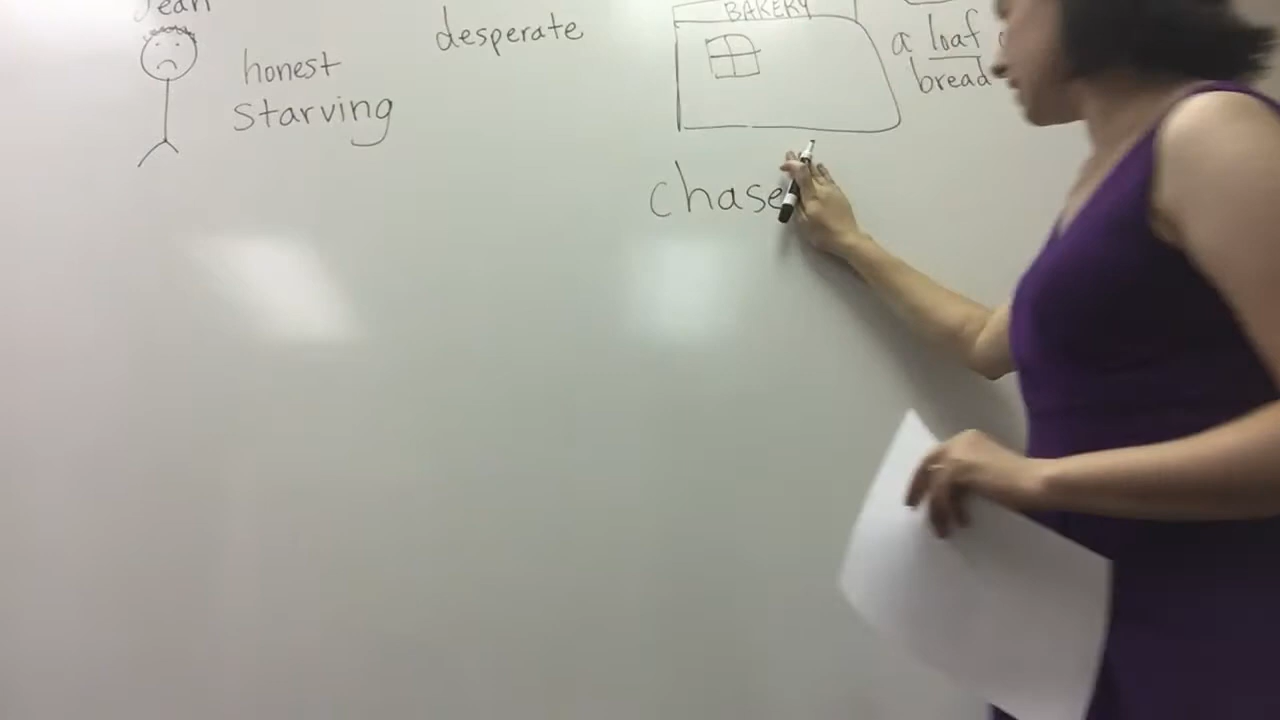 Jean
honest
starving
desperate
BAKERY
a loaf
bread
chase